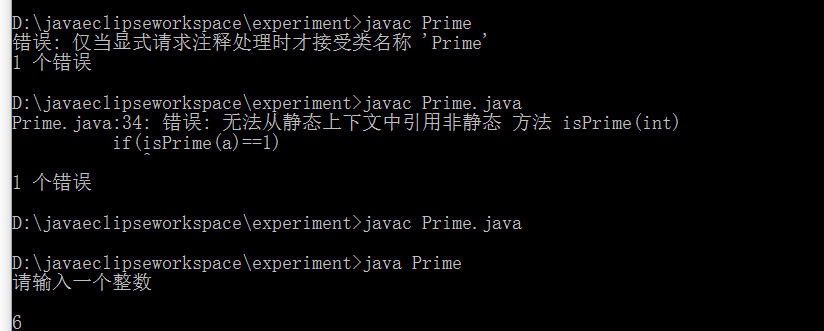 D:\javaeclipseworkspace\experiment>javac Prime
错误: 仅当显式请求注释处理时才接受类名称 'Prime'
1 个错误
D:\javaeclipseworkspace\experiment>javac Prime.java
Prime.java:34: 错误: 无法从静态上下文中引用非静态 方法 isPrime(int)
if(isPrime(a)==1)
^
1 个错误
D:\javaeclipseworkspace\experiment>javac Prime.java
D:\javaeclipseworkspace\experiment>java Prime
请输入一个整数
6